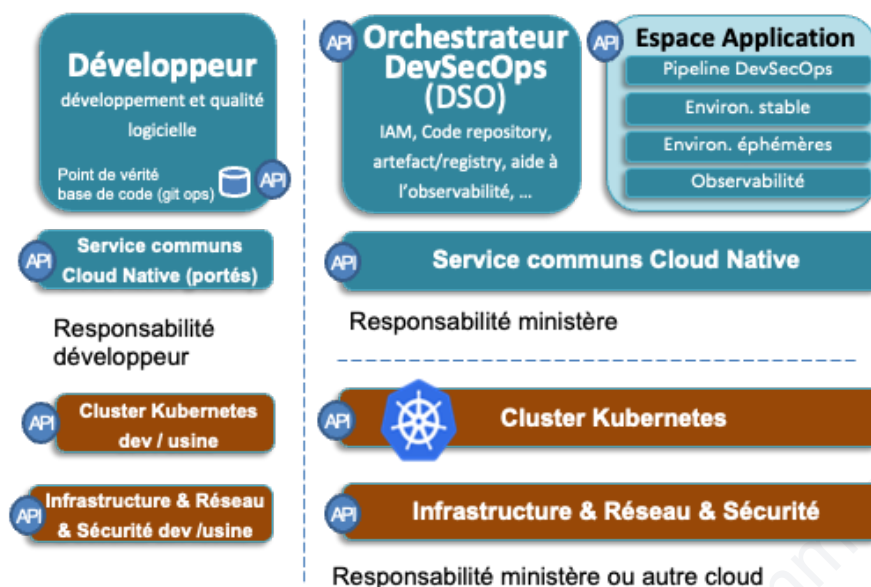 Développeur
développement et qualité
logicielle
Point de vérité
base de code (git ops)
API
API
Service communs
Cloud Native (portés)
Responsabilité
développeur
API
Cluster Kubernetes
dev / usine
API
Infrastructure & Réseau
& Sécurité dev /usine
API
Orchestrateur
DevSecOps
(DSO)
IAM, Code repository,
artefact/registry, aide à
l'observabilité, ...
API
Espace Application
Pipeline DevSecOps
Environ. stable
Environ. éphémères
Observabilité
API
Service communs Cloud Native
Responsabilité ministère
API
Cluster Kubernetes
API
Infrastructure & Réseau & Sécurité
Responsabilité ministère ou autre cloud